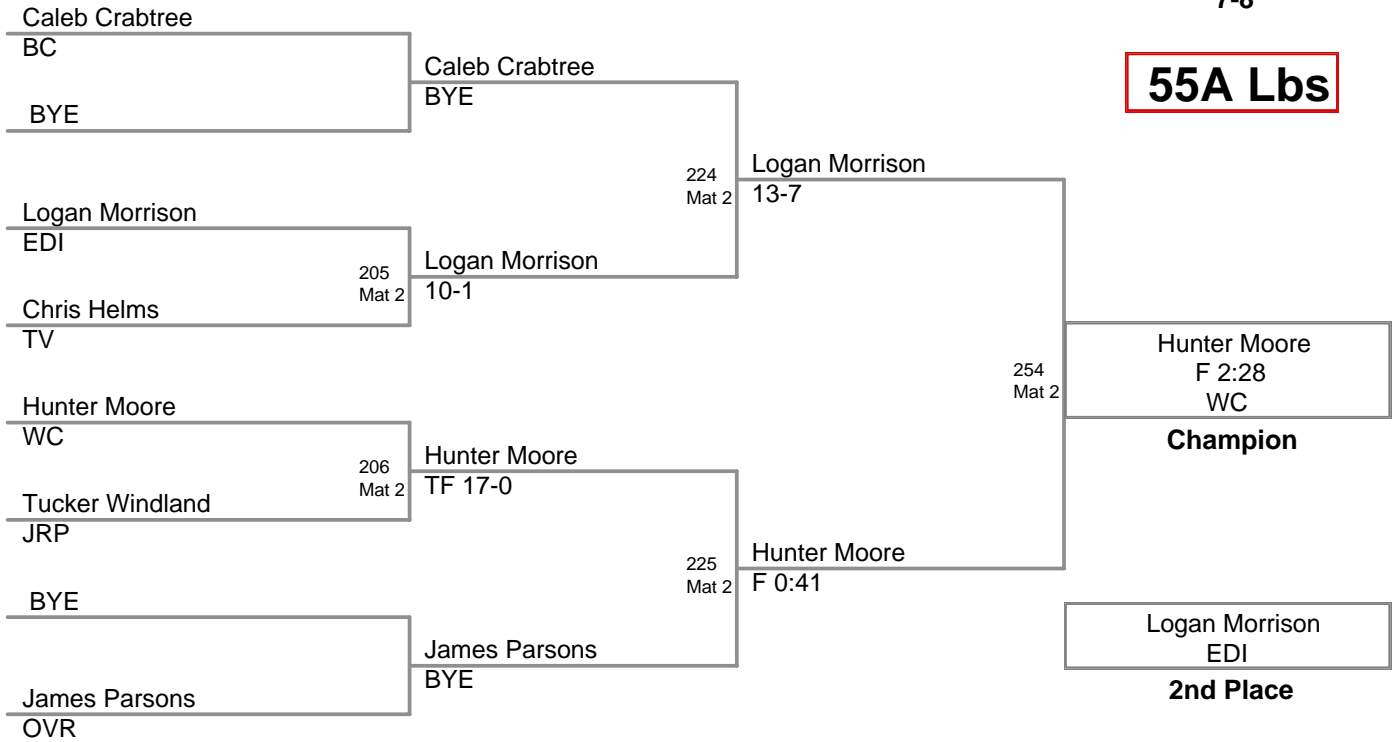 7-8
55A Lbs
Caleb Crabtree
BC
BYE
Logan Morrison
EDI
Chris Helms
TV
Hunter Moore
WC
Tucker Windland
JRP
BYE
James Parsons
OVR
Caleb Crabtree
BYE
205
Mat 2
Logan Morrison
10-1
206
Mat 2
Hunter Moore
TF 17-0
James Parsons
BYE
224
Mat 2
Logan Morrison
13-7
225
Mat 2
Hunter Moore
F 0:41
254
Mat 2
Hunter Moore
F 2:28
WC
Champion
Logan Morrison
EDI
2nd Place